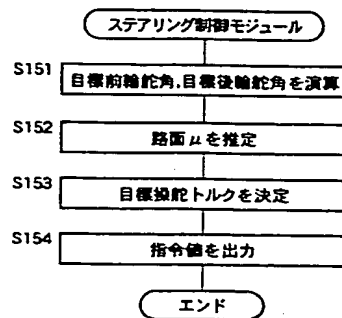 ステアリング制御モジュール
S151
目標前輪舵角,目標後輪舵角を演算
S152
路面μを推定
S153
目標操舵トルクを決定
S154
指令値を出力
エンド